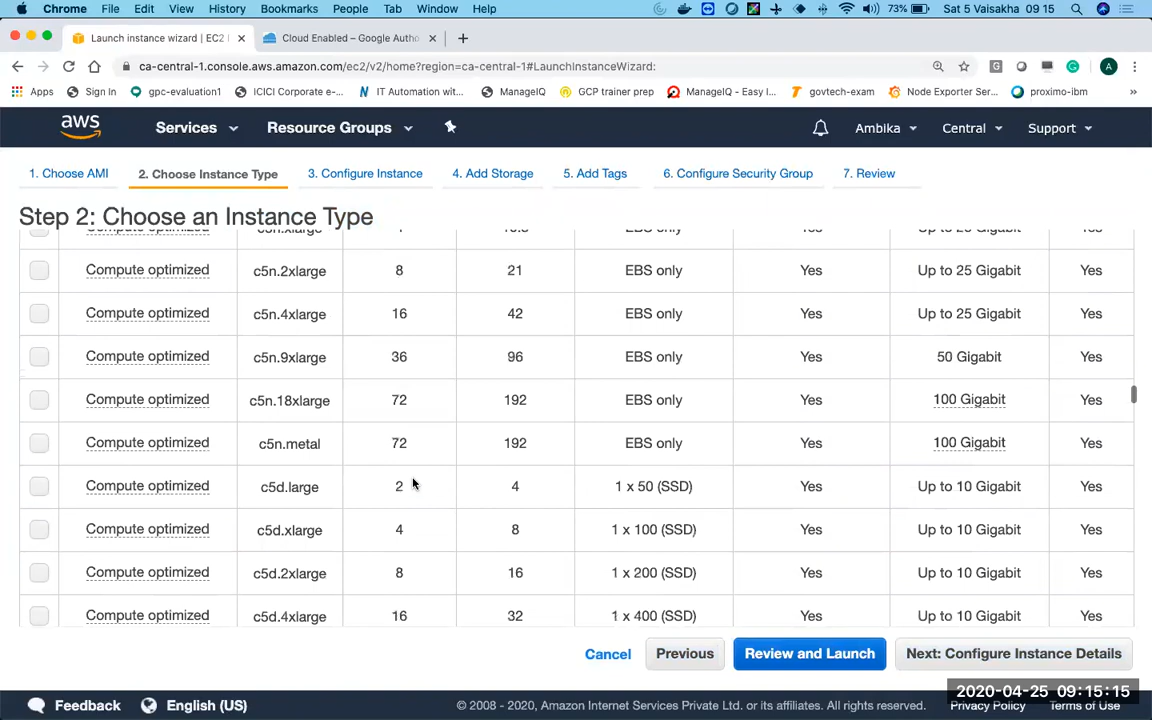 Chrome File Edit View History Bookmarks People Tab Window Help 73% Sat 5 Vaisakha 09 15
Launch instance wizard | EC2 Cloud Enabled – Google Autho
ca-central-1.console.aws.amazon.com/ec2/v2/home?region=ca-central-1#LaunchInstanceWizard:
Apps Sign In gpc-evaluation1 ICICI Corporate e-... IT Automation wit... ManageIQ GCP trainer prep ManageIQ - Easy I... govtech-exam Node Exporter Ser... proximo-ibm »
aws Services Resource Groups Ambika Central Support
1. Choose AMI 2. Choose Instance Type 3. Configure Instance 4. Add Storage 5. Add Tags 6. Configure Security Group 7. Review
Step 2: Choose an Instance Type
Compute optimized c5n.2xlarge 8 21 EBS only Yes Up to 25 Gigabit Yes
Compute optimized c5n.4xlarge 16 42 EBS only Yes Up to 25 Gigabit Yes
Compute optimized c5n.9xlarge 36 96 EBS only Yes 50 Gigabit Yes
Compute optimized c5n.18xlarge 72 192 EBS only Yes 100 Gigabit Yes
Compute optimized c5n.metal 72 192 EBS only Yes 100 Gigabit Yes
Compute optimized c5d.large 2 4 1 x 50 (SSD) Yes Up to 10 Gigabit Yes
Compute optimized c5d.xlarge 4 8 1 x 100 (SSD) Yes Up to 10 Gigabit Yes
Compute optimized c5d.2xlarge 8 16 1 x 200 (SSD) Yes Up to 10 Gigabit Yes
Compute optimized c5d.4xlarge 16 32 1 x 400 (SSD) Yes Up to 10 Gigabit Yes
Cancel Previous Review and Launch Next: Configure Instance Details
2020-04-25 09:15:15
Feedback English (US) © 2008 - 2020, Amazon Internet Services Private Ltd. or its affiliates. All rights reserved. Privacy Policy Terms of Use